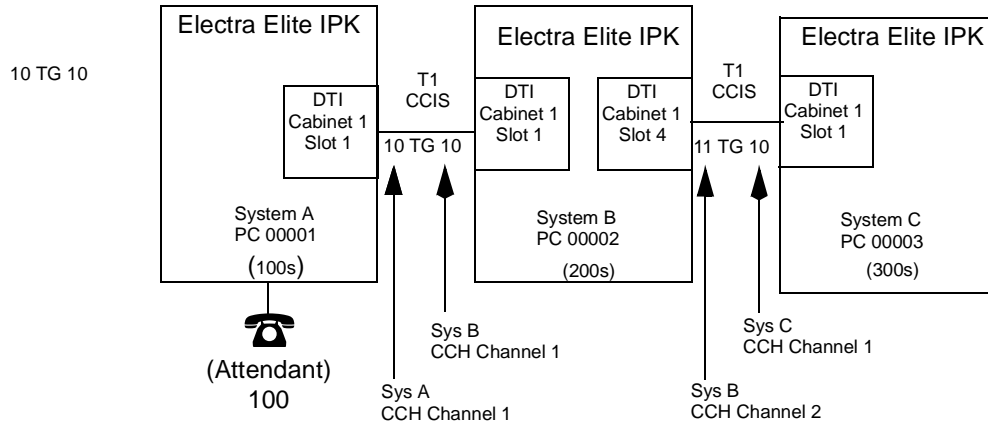 Electra Elite IPK
Electra Elite IPK
Electra Elite IPK
10 TG 10
T1
CCIS
T1
CCIS
DTI
Cabinet 1
Slot 1
DTI
Cabinet 1
Slot 1
DTI
Cabinet 1
Slot 4
DTI
Cabinet 1
Slot 1
10 TG 10
11 TG 10
System A
PC 00001
(100s)
System B
PC 00002
(200s)
System C
PC 00003
(300s)
(Attendant)
100
Sys B
CCH Channel 1
Sys C
CCH Channel 1
Sys A
CCH Channel 1
Sys B
CCH Channel 2